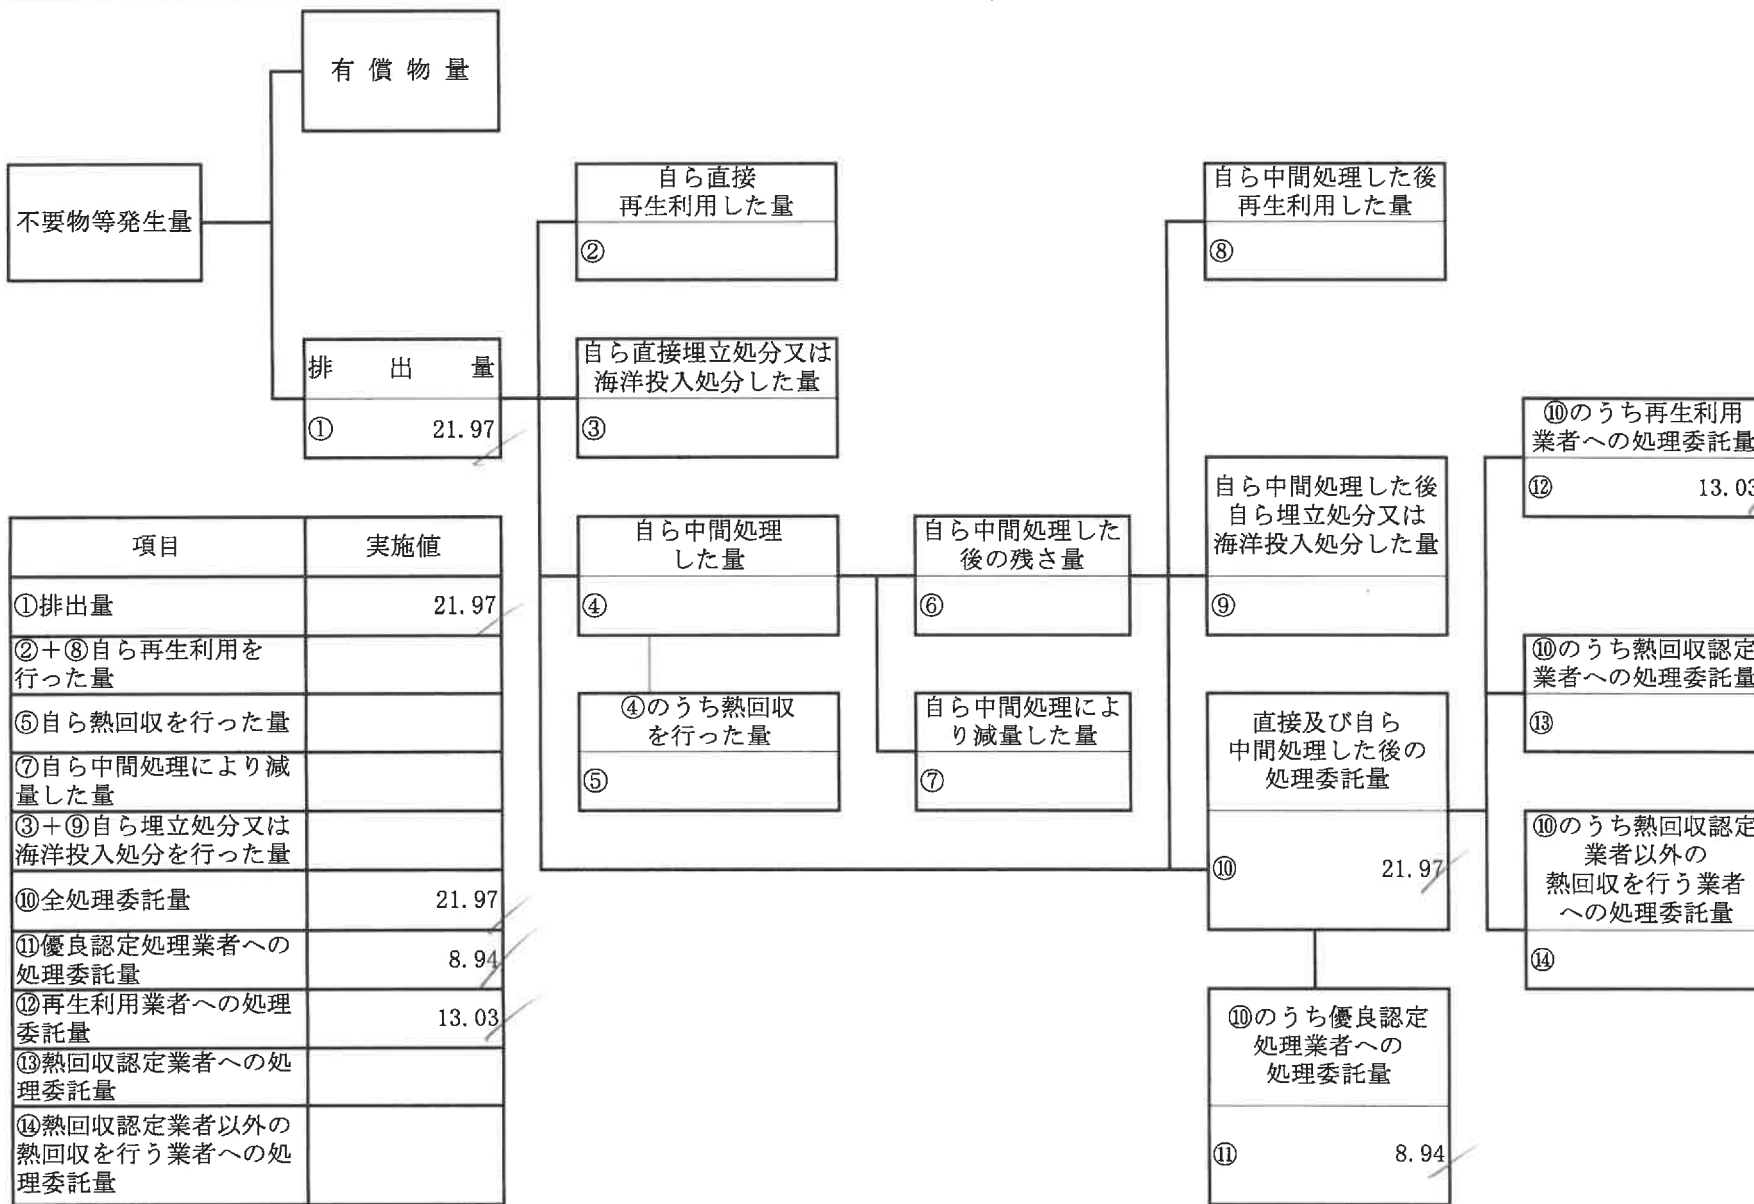 有償物量
不要物等発生量
自ら直接
再生利用した量
②
自ら中間処理した後
再生利用した量
⑧
排出量
① 21.97
自ら直接埋立処分又は
海洋投入処分した量
③
⑩のうち再生利用
業者への処理委託量
⑫ 13.03
自ら中間処理した後
自ら埋立処分又は
海洋投入処分した量
⑨
自ら中間処理
した量
④
自ら中間処理した
後の残さ量
⑥
⑩のうち熱回収認定
業者への処理委託量
⑬
④のうち熱回収
を行った量
⑤
自ら中間処理によ
り減量した量
⑦
直接及び自ら
中間処理した後の
処理委託量
⑩ 21.97
⑩のうち熱回収認定
業者以外の
熱回収を行う業者
への処理委託量
⑭
⑩のうち優良認定
処理業者への
処理委託量
⑪ 8.94
項目 実施値
①排出量 21.97
②+⑧自ら再生利用を
行った量
⑤自ら熱回収を行った量
⑦自ら中間処理により減
量した量
③+⑨自ら埋立処分又は
海洋投入処分を行った量
⑩全処理委託量 21.97
⑪優良認定処理業者への
処理委託量 8.94
⑫再生利用業者への処理
委託量 13.03
⑬熱回収認定業者への処
理委託量
⑭熱回収認定業者以外の
熱回収を行う業者への処
理委託量